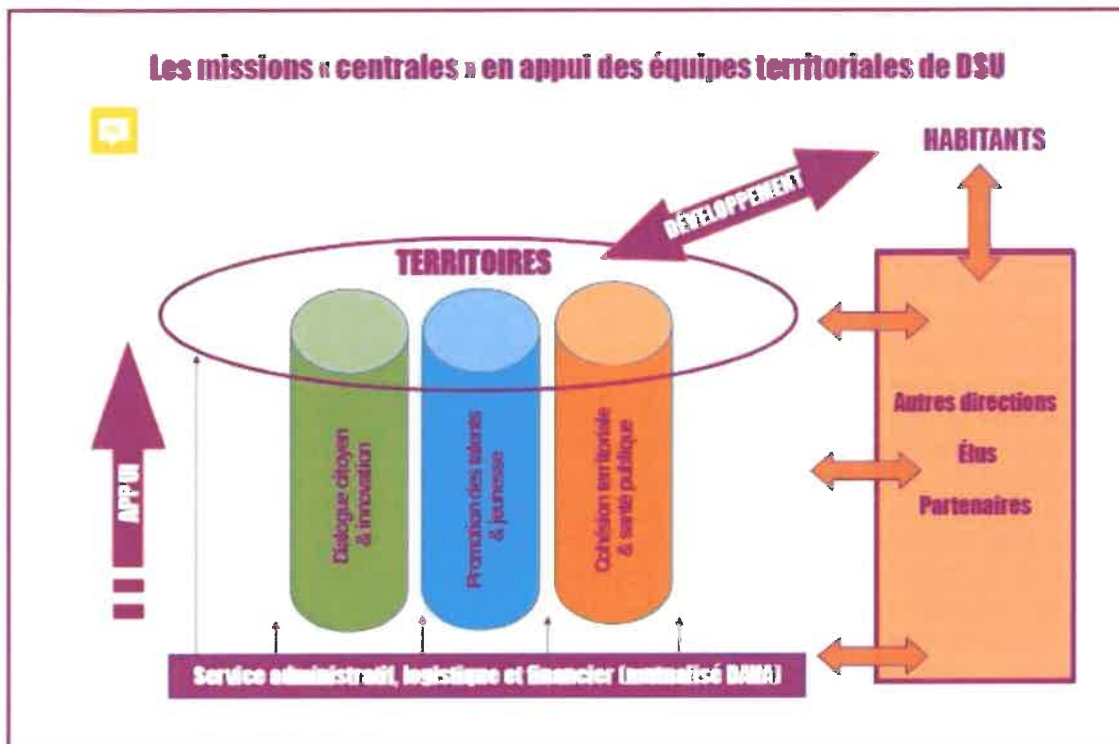 Les missions « centrales » en appui des équipes territoriales de DSU
HABITANTS
DÉVELOPPEMENT
TERRITOIRES
APPUI
Dialogue citoyen
& innovation
Promotion des talents
& jeunesse
Cohésion territoriale
& santé publique
Autres directions
Élus
Partenaires
Service administratif, logistique et financier (mutualisé